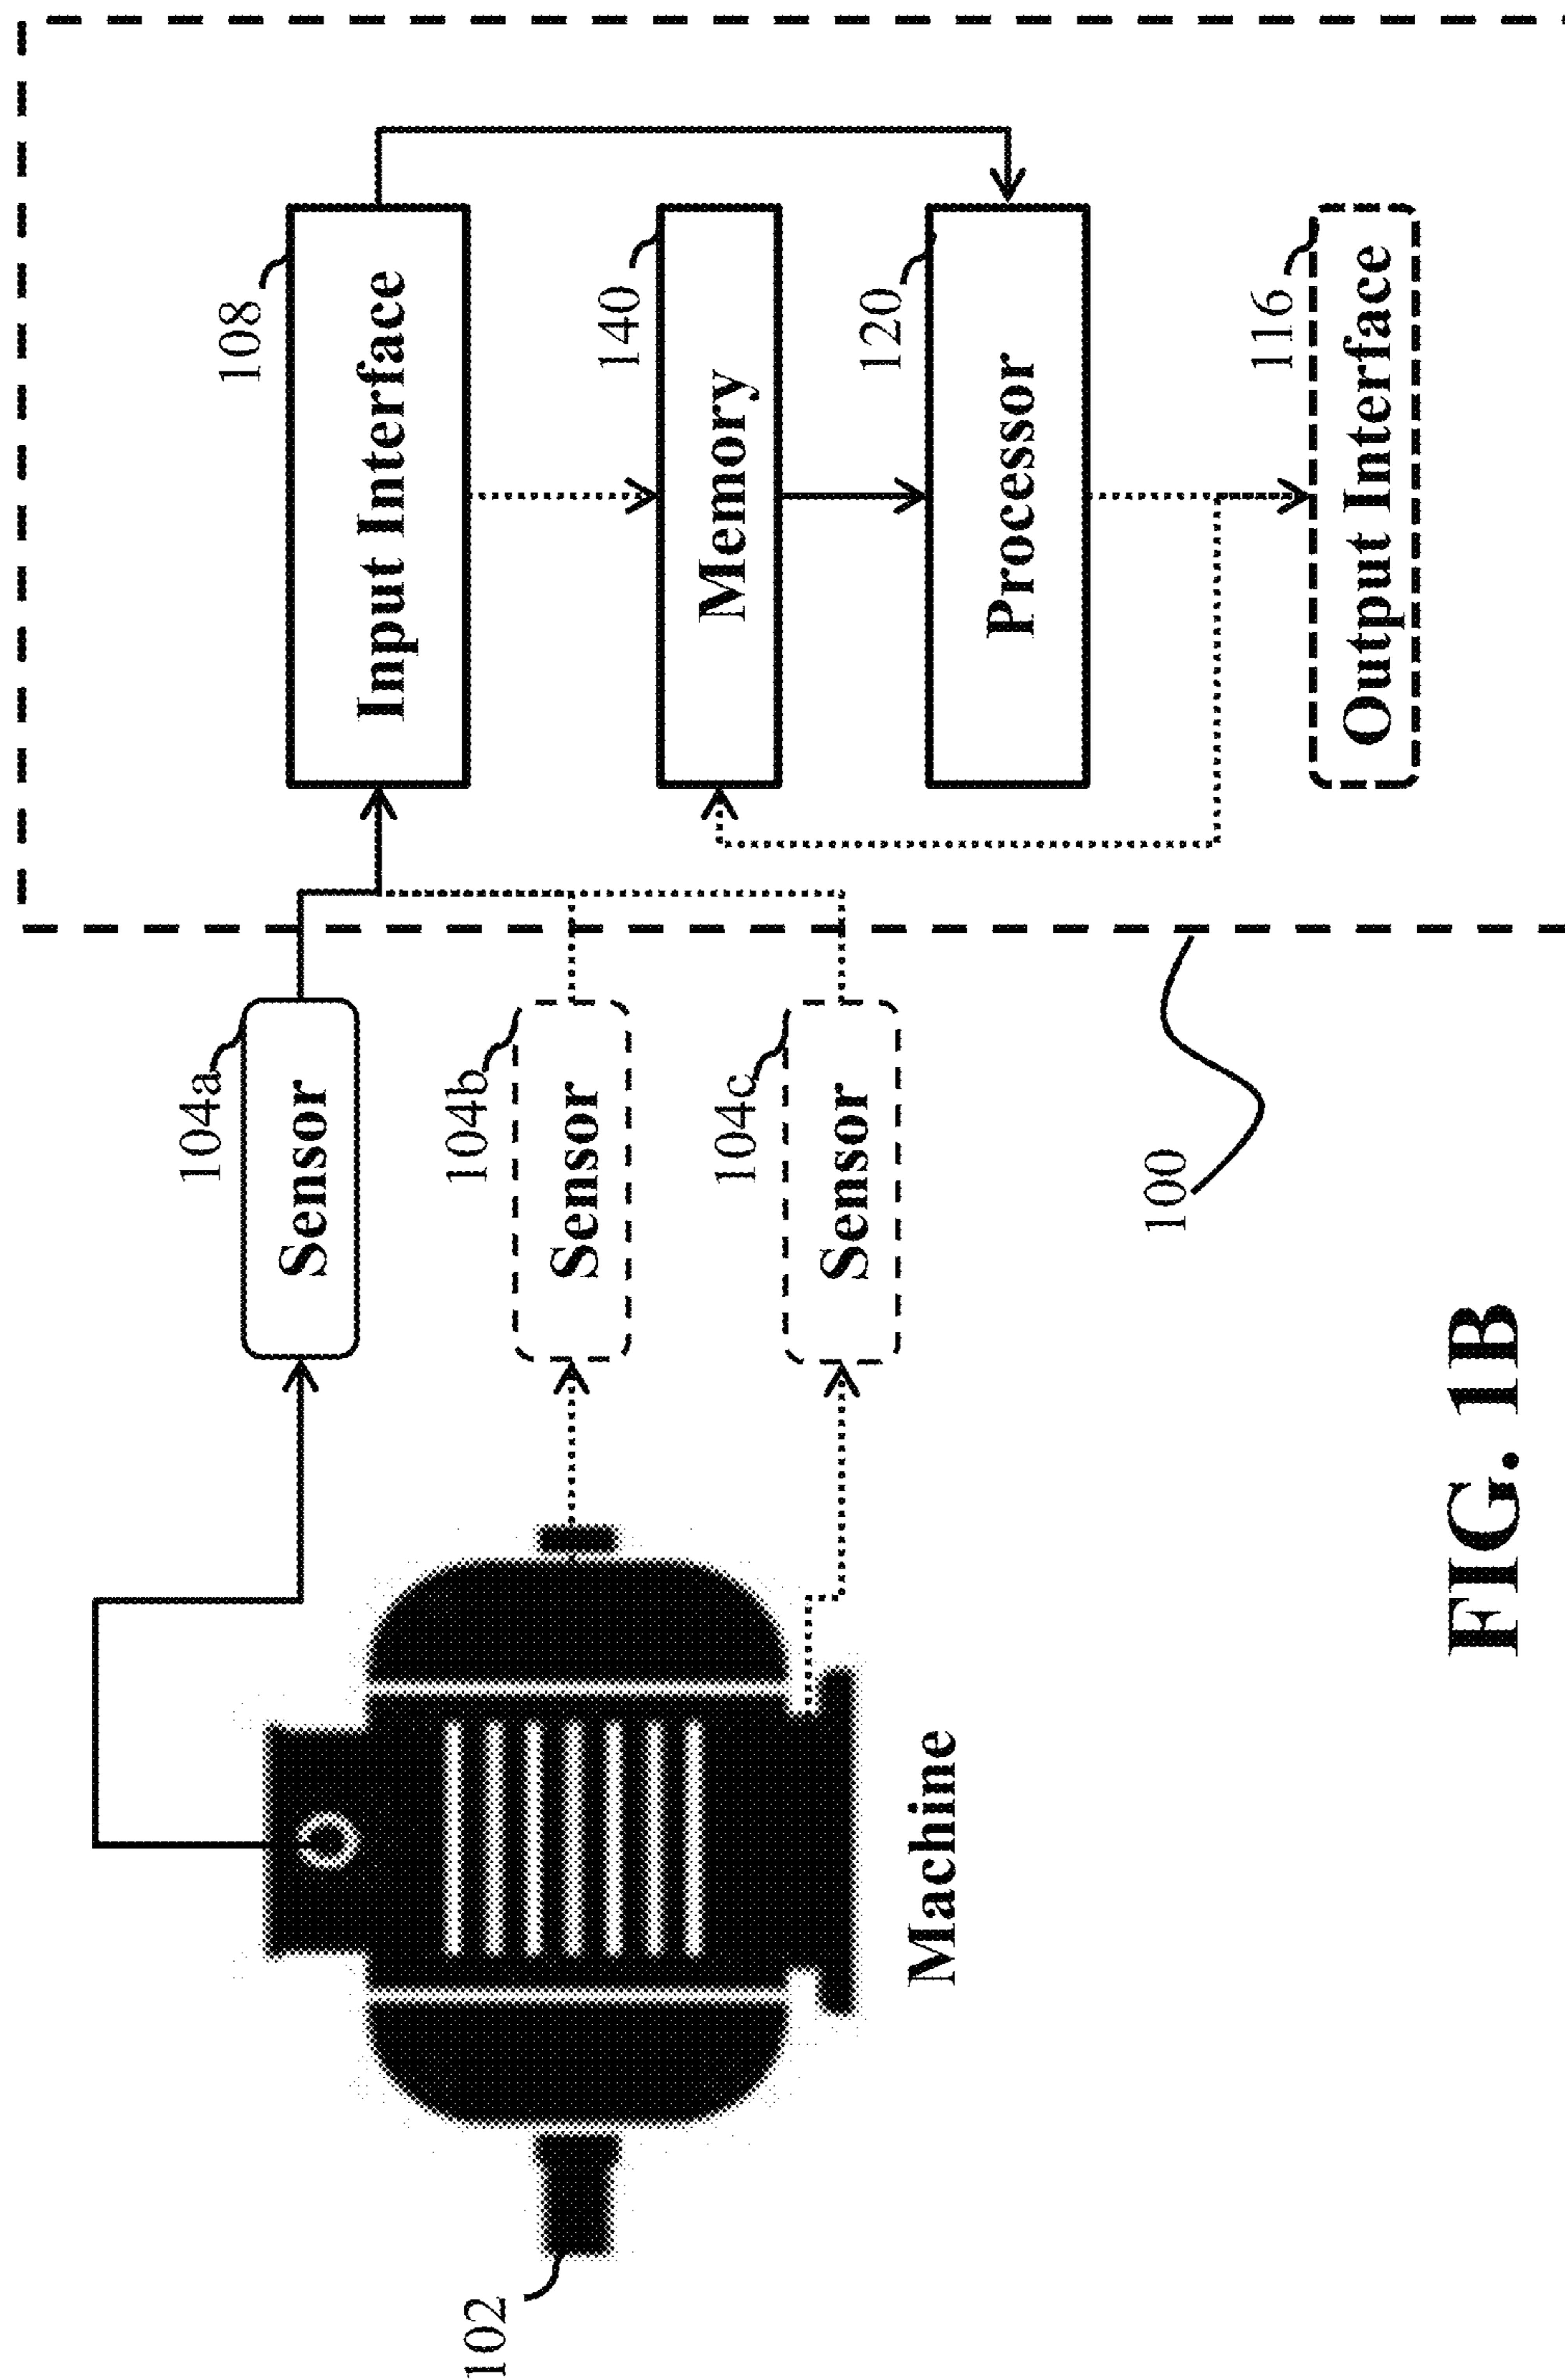 102
Machine
104a
Sensor
104b
Sensor
104c
Sensor
100
108
Input Interface
140
Memory
120
Processor
116
Output Interface
FIG. 1B